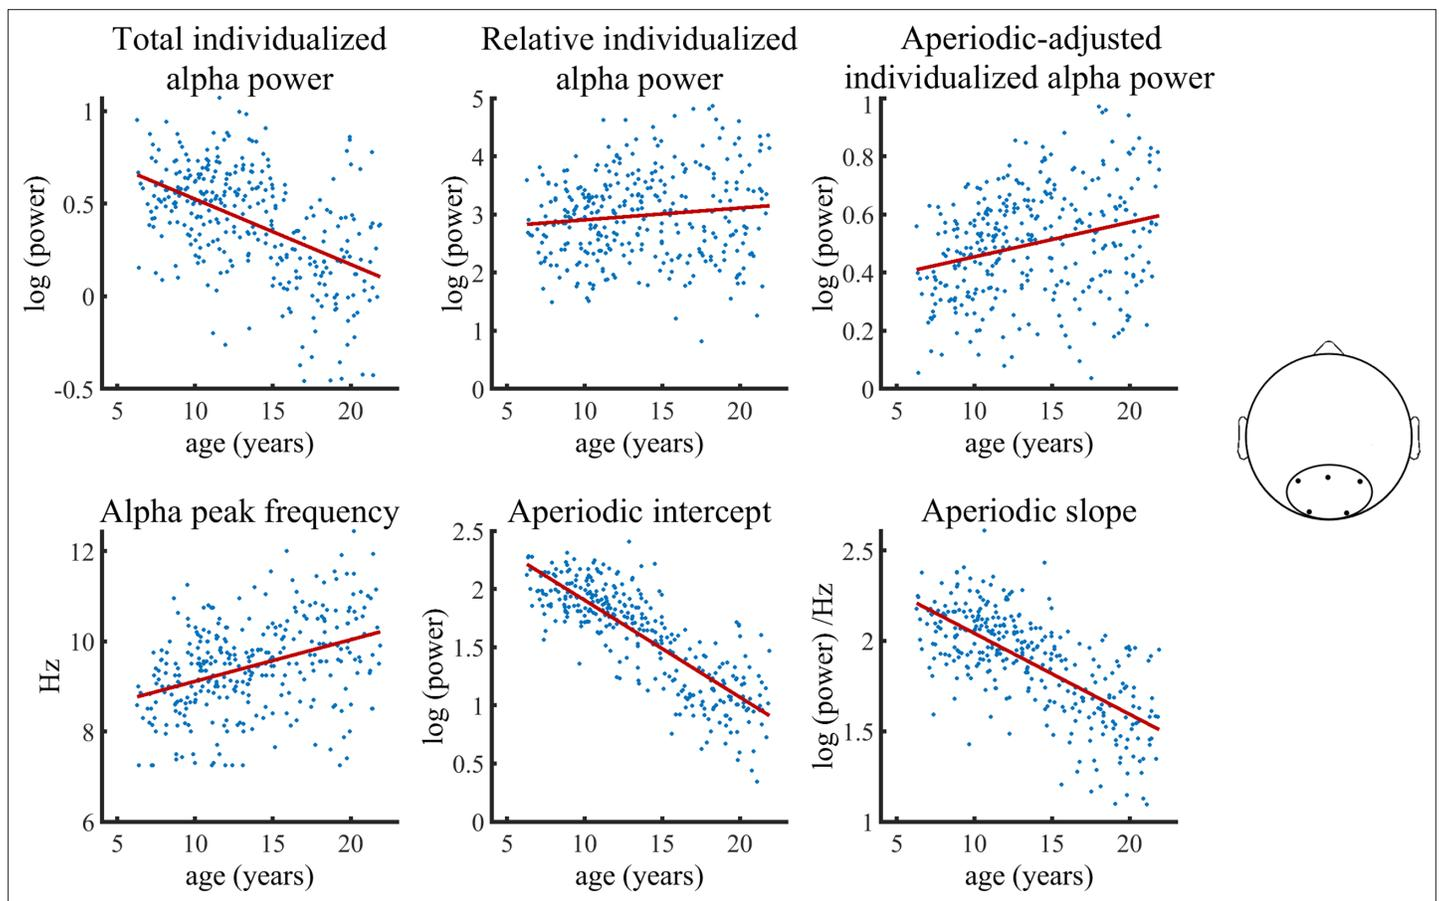 Total individualized
alpha power
1
0.5
0
-0.5
log (power)
5 10 15 20
age (years)
Relative individualized
alpha power
5
4
3
2
1
0
log (power)
5 10 15 20
age (years)
Aperiodic-adjusted
individualized alpha power
1
0.8
0.6
0.4
0.2
0
log (power)
5 10 15 20
age (years)
Alpha peak frequency
12
10
8
6
Hz
5 10 15 20
age (years)
Aperiodic intercept
2.5
2
1.5
1
0.5
0
log (power)
5 10 15 20
age (years)
Aperiodic slope
2.5
2
1.5
1
log (power) /Hz
5 10 15 20
age (years)